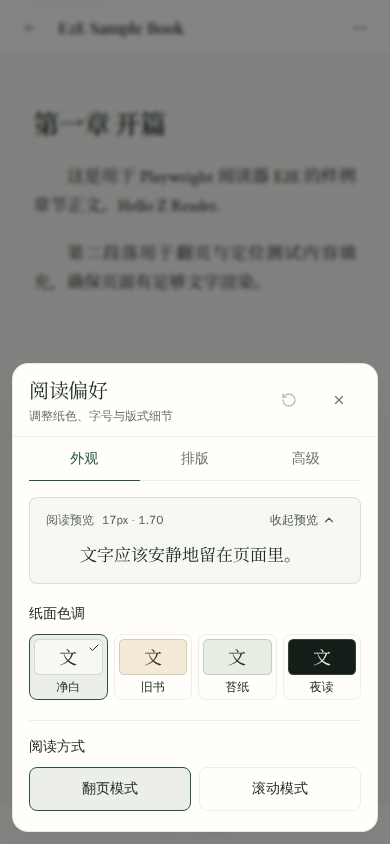 E2E Sample Book
第一章 开篇
这是用于 Playwright 阅读器 E2E 的样例
章节正文。Hello Z Reader.
第二段落用于翻页与定位测试内容填
充，确保页面有足够文字渲染。
阅读偏好
调整纸色、字号与版式细节
外观
排版
高级
阅读预览 17px · 1.70
收起预览
文字应该安静地留在页面里。
纸面色调
文
文
文
文
净白
旧书
苔纸
夜读
阅读方式
翻页模式
滚动模式